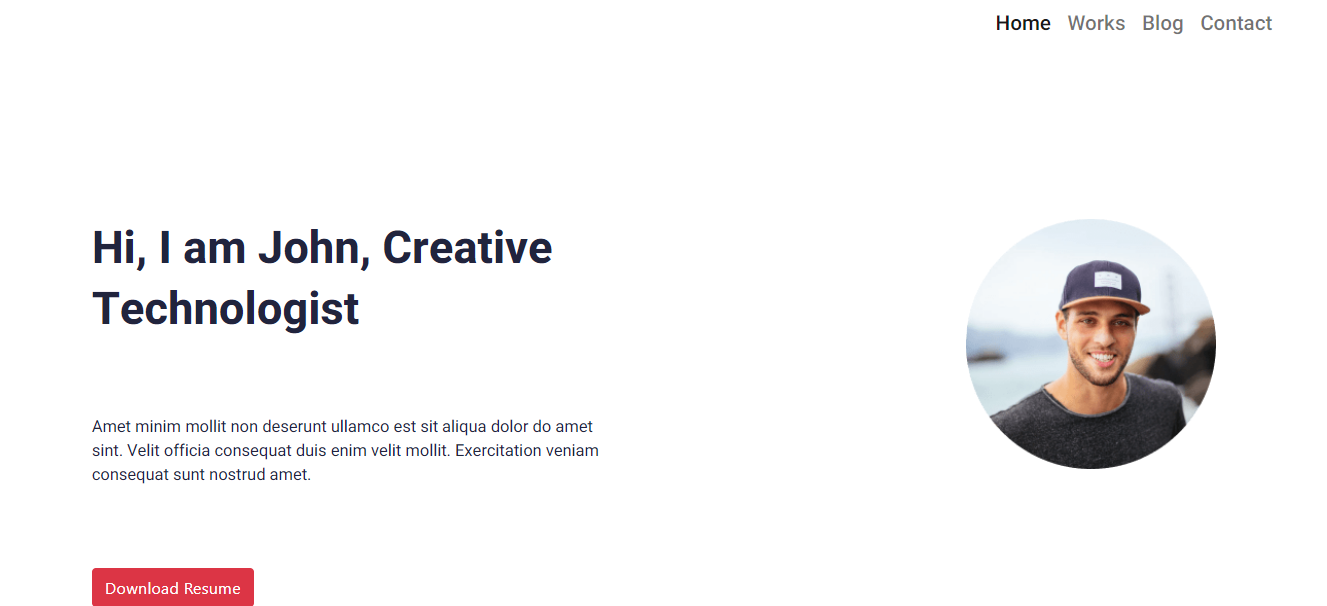 Home Works Blog Contact
Hi, I am John, Creative
Technologist
Amet minim mollit non deserunt ullamco est sit aliqua dolor do amet
sint. Velit officia consequat duis enim velit mollit. Exercitation veniam
consequat sunt nostrud amet.
Download Resume